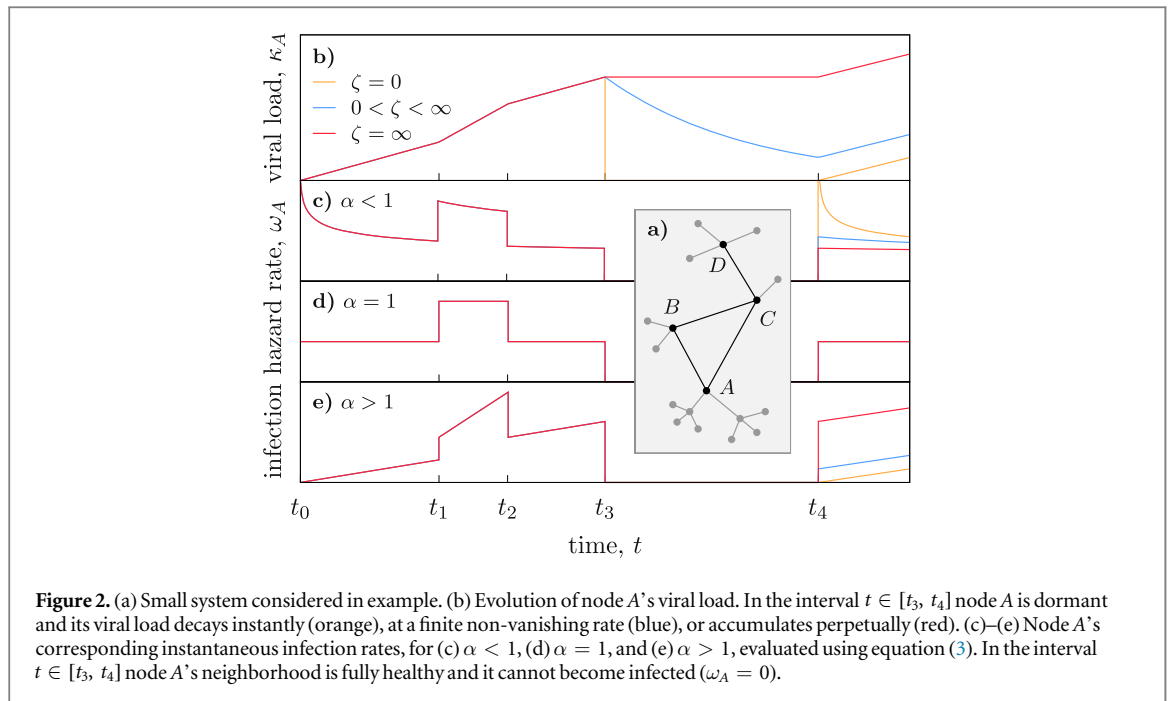 b)
ζ = 0
0 < ζ < ∞
ζ = ∞
viral load, κ_A
c) α < 1
a)
D
B
C
A
d) α = 1
e) α > 1
infection hazard rate, ω_A
t₀ t₁ t₂ t₃ t₄
time, t
Figure 2. (a) Small system considered in example. (b) Evolution of node A's viral load. In the interval t ∈ [t₃, t₄] node A is dormant
and its viral load decays instantly (orange), at a finite non-vanishing rate (blue), or accumulates perpetually (red). (c)–(e) Node A's
corresponding instantaneous infection rates, for (c) α < 1, (d) α = 1, and (e) α > 1, evaluated using equation (3). In the interval
t ∈ [t₃, t₄] node A's neighborhood is fully healthy and it cannot become infected (ω_A = 0).